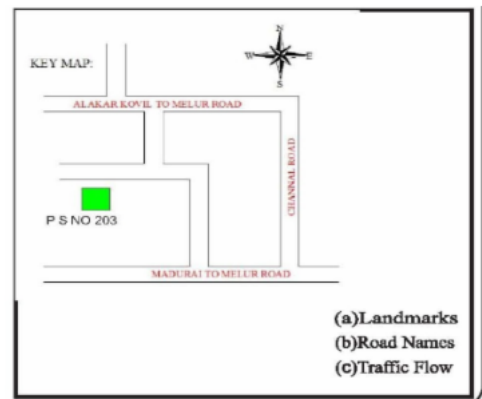 N
KEY MAP:
W E
S
ALAKAR KOVIL TO MELUR ROAD
CHANNAL ROAD
P S NO 203
MADURAI TO MELUR ROAD
(a)Landmarks
(b)Road Names
(c)Traffic Flow